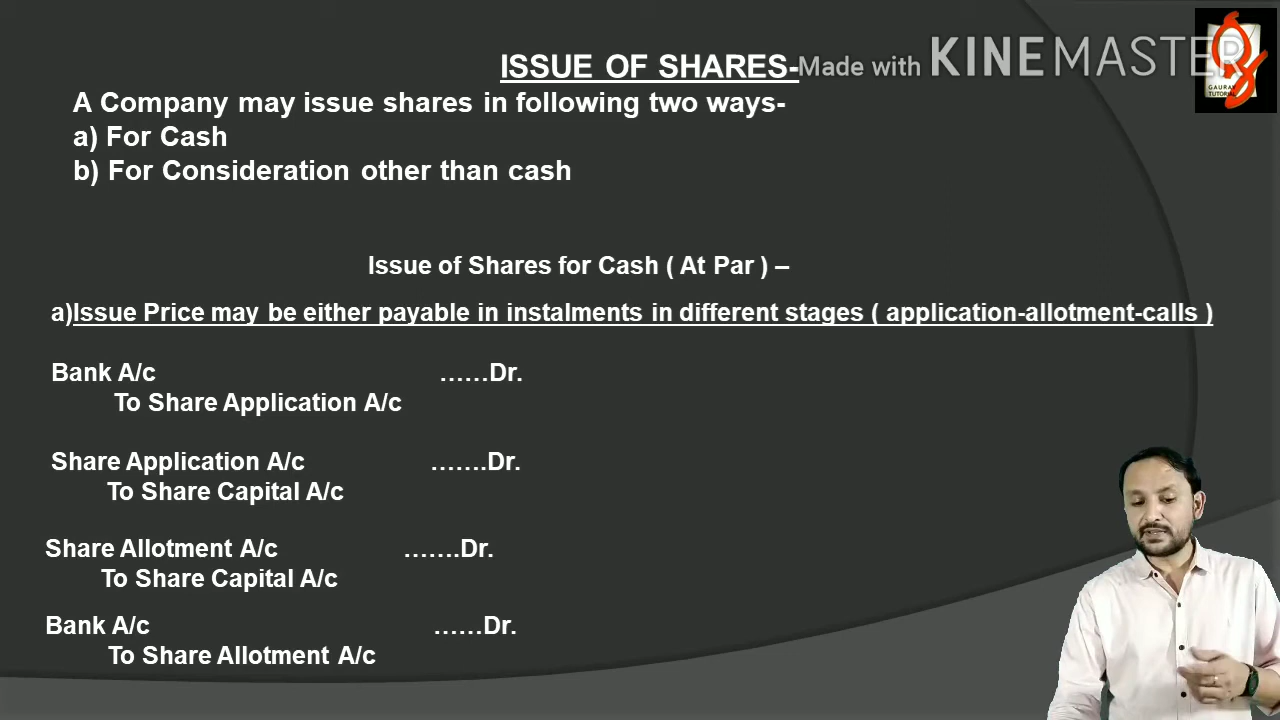 ISSUE OF SHARES-
Made with KINEMASTER
GAURAV
TUTORIAL
A Company may issue shares in following two ways-
a) For Cash
b) For Consideration other than cash
Issue of Shares for Cash ( At Par ) –
a)Issue Price may be either payable in instalments in different stages ( application-allotment-calls )
Bank A/c ……Dr.
To Share Application A/c
Share Application A/c …….Dr.
To Share Capital A/c
Share Allotment A/c …….Dr.
To Share Capital A/c
Bank A/c ……Dr.
To Share Allotment A/c